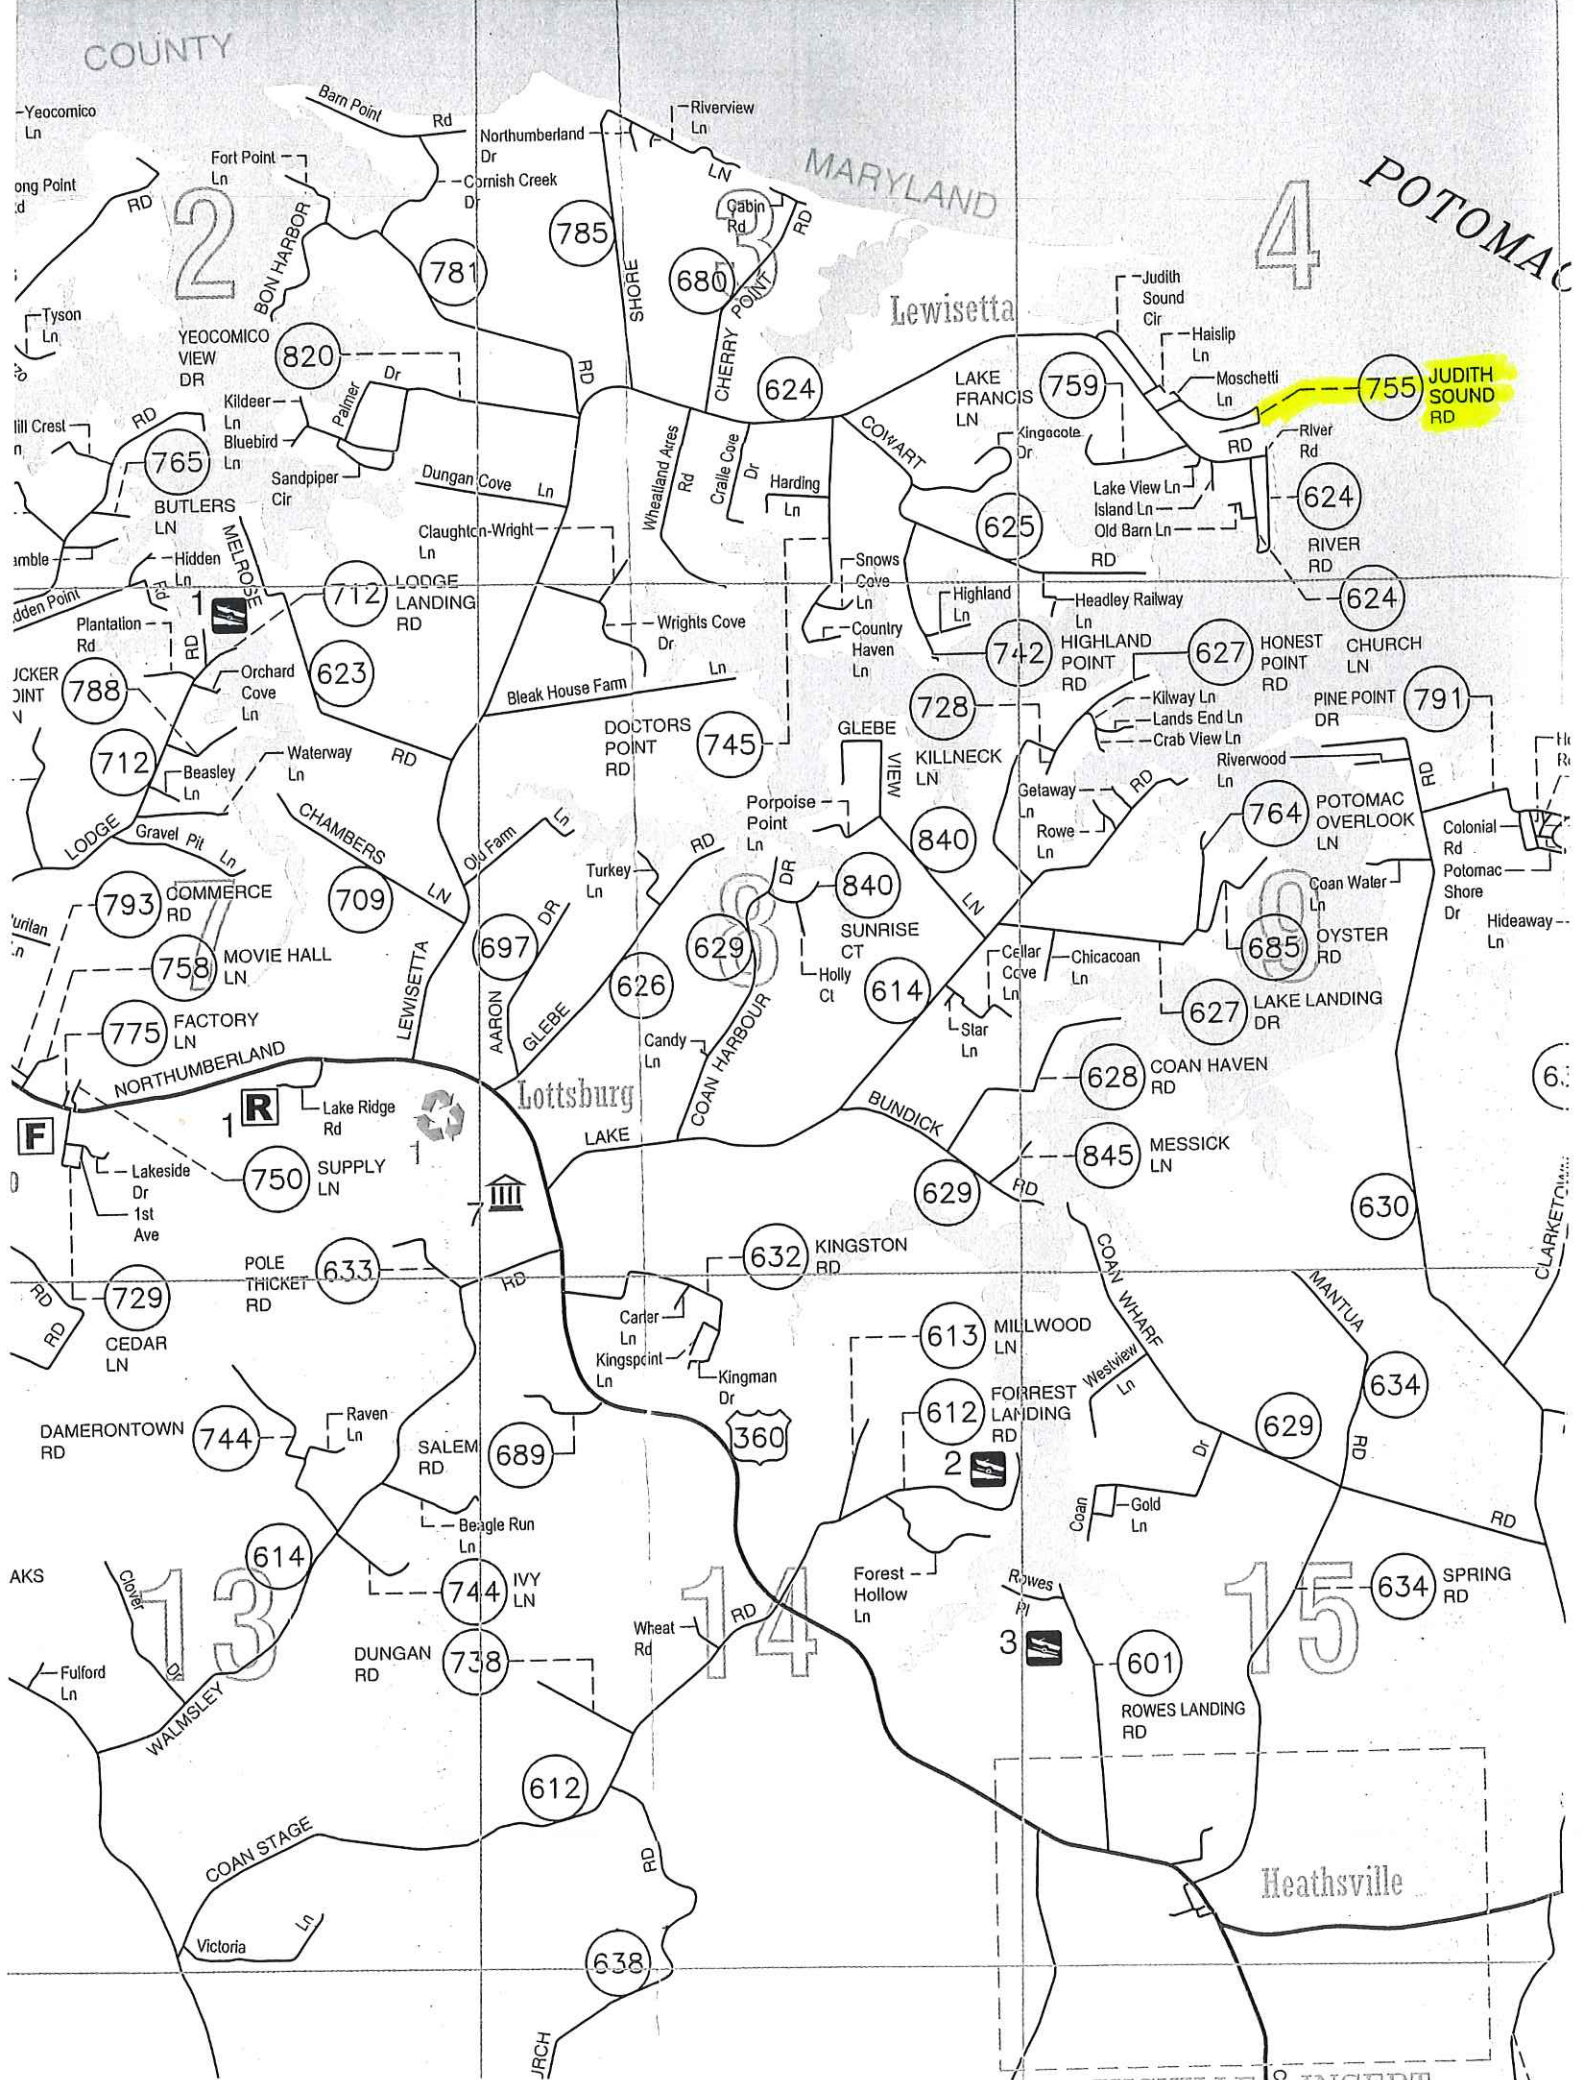 COUNTY
Yeocomico
Ln
Barn Point Rd
Northumberland
Dr
Riverview
Ln
Fort Point
Ln
Cornish Creek
Dr
LN
MARYLAND
POTOMAC
ong Point
RD
2
BON HARBOR
781
785
SHORE
Cabin
Rd
3
RD
680
CHERRY POINT
4
Lewisetta
Judith
Sound
Cir
Haislip
Ln
Moschetti
Ln
755
JUDITH
SOUND
RD
Tyson
Ln
YEOCOMICO
VIEW
DR
820
Dr
Palmer
RD
624
LAKE
FRANCIS
LN
759
Kildeer
Ln
Bluebird
Ln
RD
ill Crest
765
BUTLERS
LN
Sandpiper
Cir
Dungan Cove Ln
Claughton-Wright
Ln
Wheatland Acres
Rd
Cralle Cove
Dr
Harding
Ln
COWART
Kingscote
Dr
RD
River
Rd
Lake View Ln
Island Ln
Old Barn Ln
624
RIVER
RD
625
RD
amble
Hidden
Ln
Rd
dden Point
MELROSE
712
LODGE
LANDING
RD
Snows
Cove
Ln
Highland
Ln
Headley Railway
Ln
624
CHURCH
LN
1
Plantation
Rd
RD
Wrights Cove
Dr
Country
Haven
Ln
742
HIGHLAND
POINT
RD
627
HONEST
POINT
RD
UCKER
OINT
N
788
Orchard
Cove
Ln
623
Bleak House Farm Ln
728
KILLNECK
LN
Kilway Ln
Lands End Ln
Crab View Ln
PINE POINT
DR
791
712
Beasley
Ln
Waterway
Ln
RD
DOCTORS
POINT
RD
745
GLEBE
VIEW
Riverwood
Ln
RD
LODGE
Gravel Pit Ln
CHAMBERS
LN
Old Farm
Ln
Porpoise
Point
Ln
840
Getaway
Ln
Rowe
Ln
RD
764
POTOMAC
OVERLOOK
LN
Colonial
Rd
Potomac
Shore
Dr
793
COMMERCE
RD
709
Turkey
Ln
RD
DR
840
SUNRISE
CT
LN
Coan Water
Ln
Hideaway
Ln
7
758
MOVIE HALL
LN
697
DR
626
629
8
Holly
Ct
614
Cellar
Cove
Ln
Chicacoan
Ln
685
OYSTER
RD
9
775
FACTORY
LN
LEWISETTA
AARON
GLEBE
Candy
Ln
COAN HARBOUR
Star
Ln
627
LAKE LANDING
DR
NORTHUMBERLAND
1
R
Lake Ridge
Rd
1
Lottsburg
628
COAN HAVEN
RD
F
LAKE
BUNDICK
845
MESSICK
LN
Lakeside
Dr
1st
Ave
750
SUPPLY
LN
7
629
RD
630
CLARKETOWN
RD
RD
729
CEDAR
LN
POLE
THICKET
RD
633
RD
632
KINGSTON
RD
COAN WHARF
MANTUA
Carter
Ln
Kingspoint
Ln
Kingman
Dr
613
MILLWOOD
LN
Westview
Ln
634
DAMERONTOWN
RD
744
Raven
Ln
SALEM
RD
689
360
612
FORREST
LANDING
RD
2
629
RD
Dr
Coan
Gold
Ln
RD
Beagle Run
Ln
AKS
614
744
IVY
LN
Forest
Hollow
Ln
Rowes
Pl
634
SPRING
RD
Clover
Dr
13
14
15
DUNGAN
RD
738
Wheat
Rd
RD
3
601
ROWES LANDING
RD
Fulford
Ln
WALMSLEY
612
COAN STAGE
RD
Heathsville
Victoria
Ln
638
URCH
INSERT